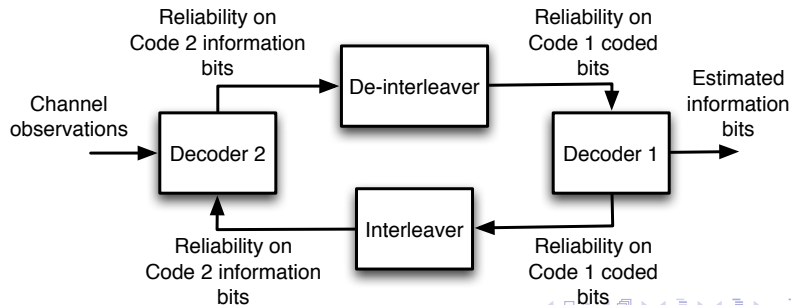 Reliability on
Code 2 information
bits
Reliability on
Code 1 coded
bits
De-interleaver
Channel
observations
Estimated
information
bits
Decoder 2
Decoder 1
Interleaver
Reliability on
Code 2 information
bits
Reliability on
Code 1 coded
bits